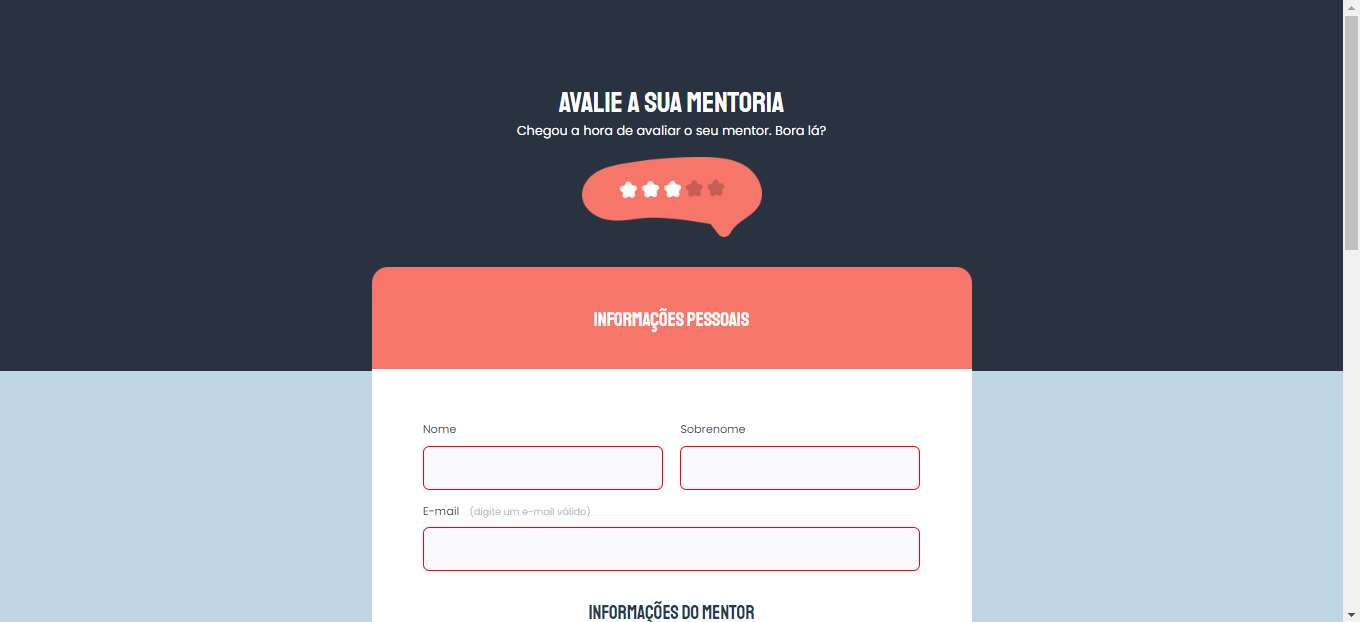 AVALIE A SUA MENTORIA
Chegou a hora de avaliar o seu mentor. Bora lá?
INFORMAÇÕES PESSOAIS
Nome Sobrenome
E-mail (digite um e-mail válido)
INFORMAÇÕES DO MENTOR